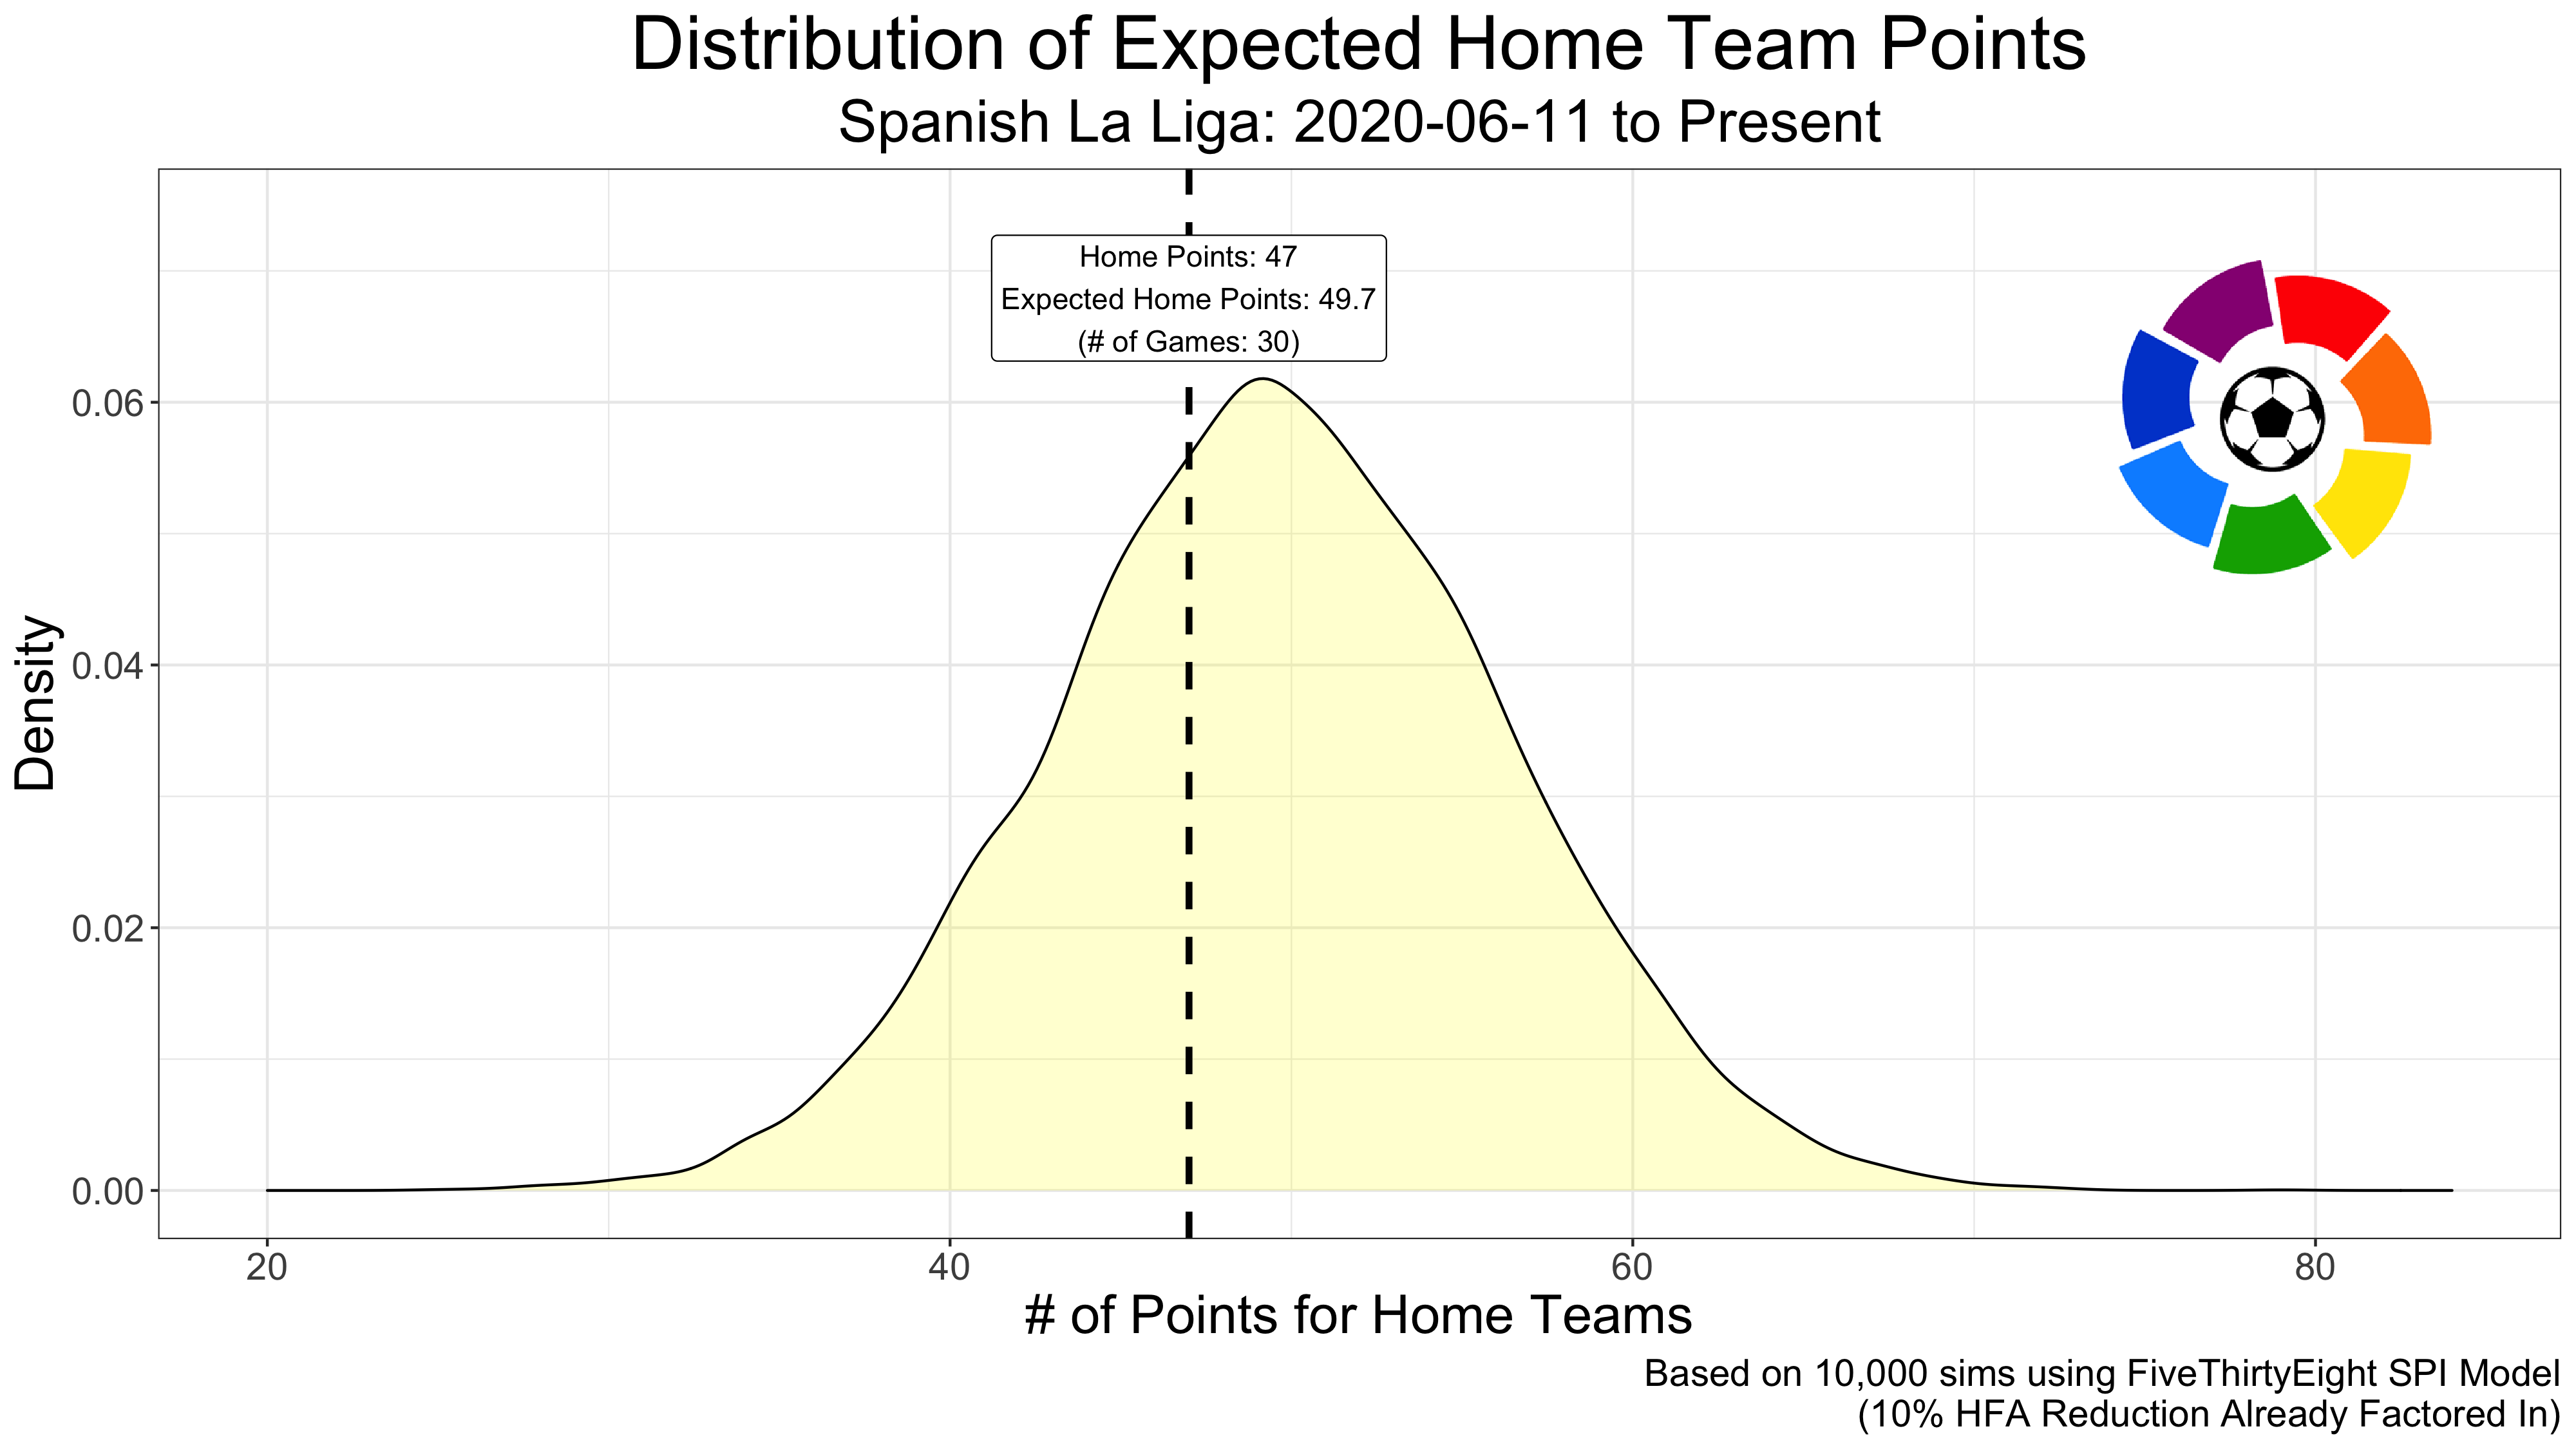 Distribution of Expected Home Team Points
Spanish La Liga: 2020-06-11 to Present
Home Points: 47
Expected Home Points: 49.7
(# of Games: 30)
0.06
0.04
0.02
0.00
Density
20
40
60
80
# of Points for Home Teams
Based on 10,000 sims using FiveThirtyEight SPI Model
(10% HFA Reduction Already Factored In)